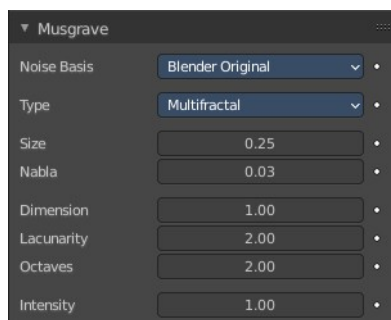 Musgrave
Noise Basis Blender Original
Type Multifractal
Size 0.25
Nabla 0.03
Dimension 1.00
Lacunarity 2.00
Octaves 2.00
Intensity 1.00